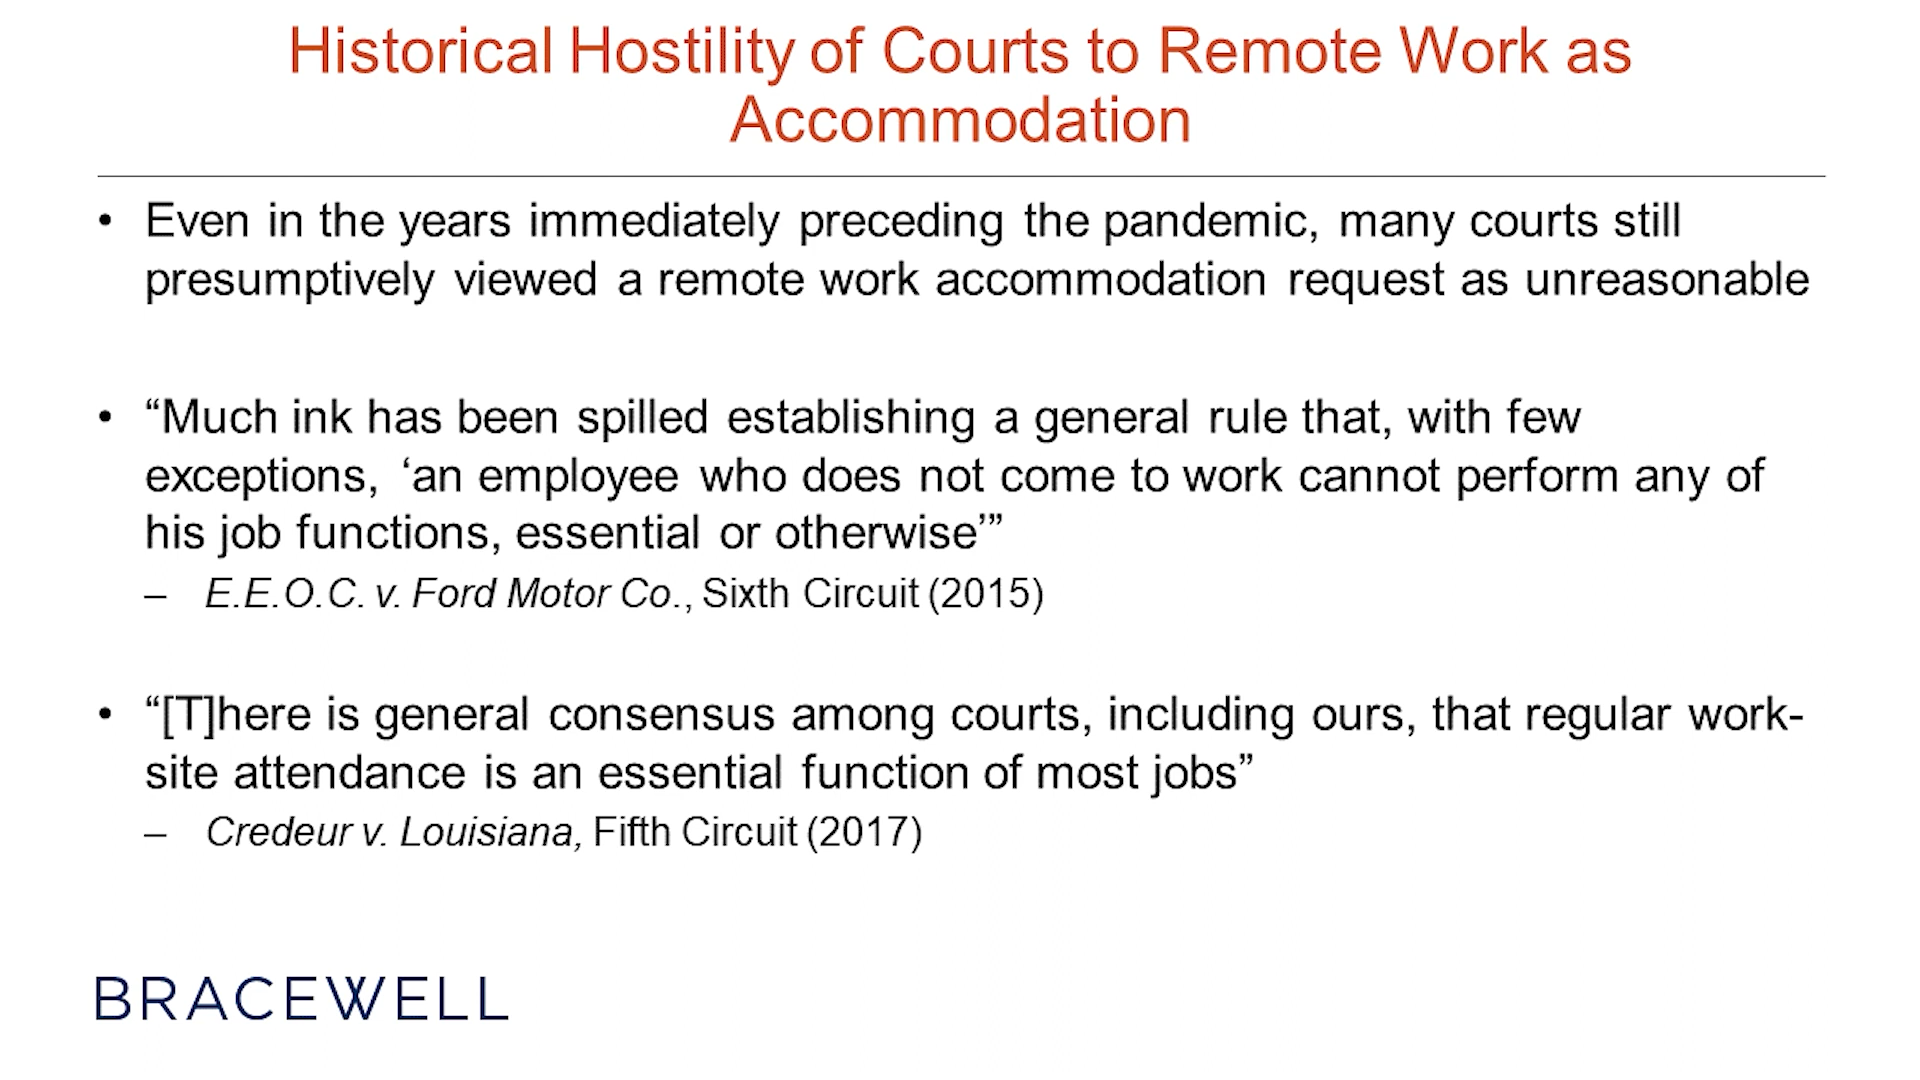 Historical Hostility of Courts to Remote Work as
Accommodation
• Even in the years immediately preceding the pandemic, many courts still
presumptively viewed a remote work accommodation request as unreasonable
• “Much ink has been spilled establishing a general rule that, with few
exceptions, ‘an employee who does not come to work cannot perform any of
his job functions, essential or otherwise’”
– E.E.O.C. v. Ford Motor Co., Sixth Circuit (2015)
• “[T]here is general consensus among courts, including ours, that regular work-
site attendance is an essential function of most jobs”
– Credeur v. Louisiana, Fifth Circuit (2017)
BRACEWELL